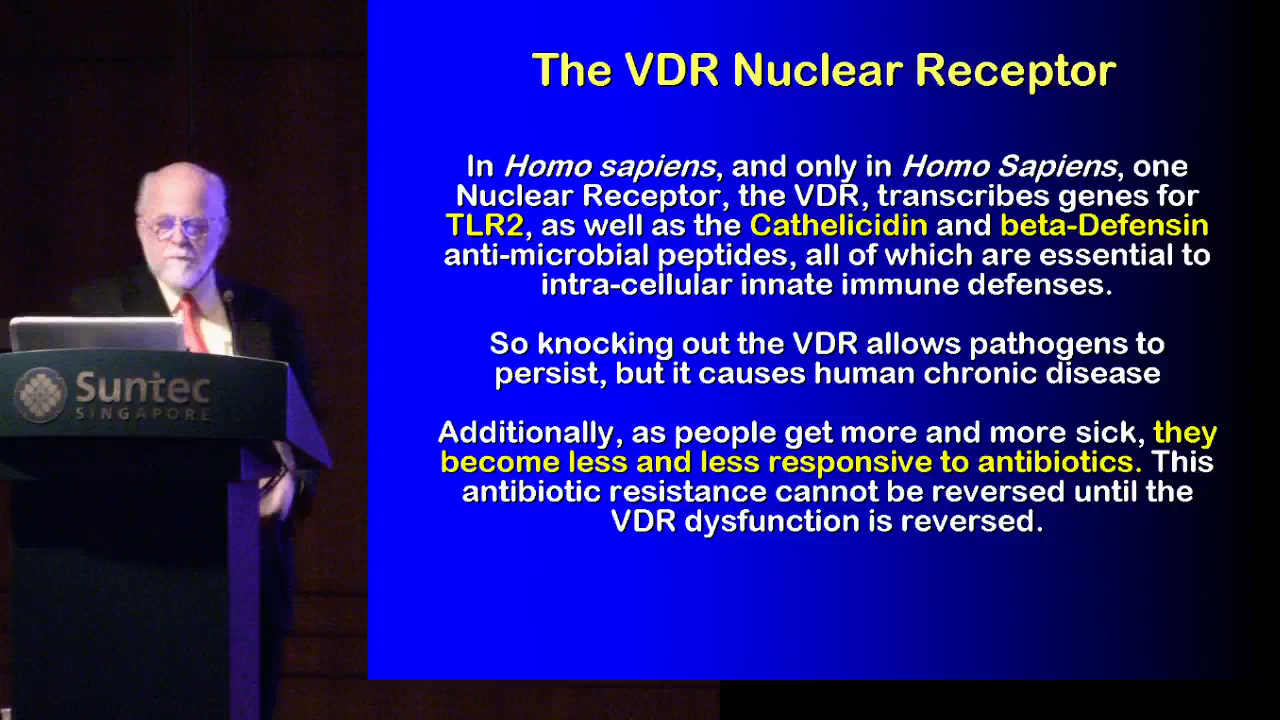 The VDR Nuclear Receptor
In Homo sapiens, and only in Homo Sapiens, one
Nuclear Receptor, the VDR, transcribes genes for
TLR2, as well as the Cathelicidin and beta-Defensin
anti-microbial peptides, all of which are essential to
intra-cellular innate immune defenses.
So knocking out the VDR allows pathogens to
persist, but it causes human chronic disease
Additionally, as people get more and more sick, they
become less and less responsive to antibiotics. This
antibiotic resistance cannot be reversed until the
VDR dysfunction is reversed.
Suntec
SINGAPORE